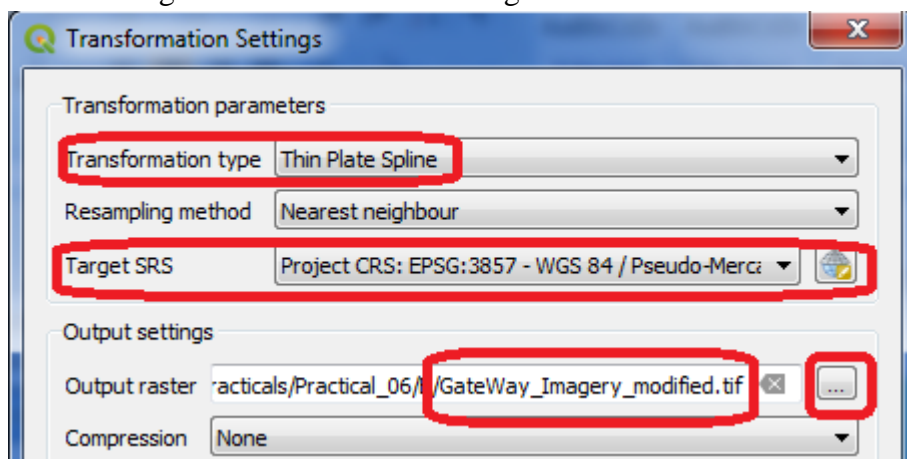 Transformation Settings
Transformation parameters
Transformation type Thin Plate Spline
Resampling method Nearest neighbour
Target SRS Project CRS: EPSG:3857 - WGS 84 / Pseudo-Merca
Output settings
Output raster racticals/Practical_06/ /GateWay_Imagery_modified.tif ...
Compression None